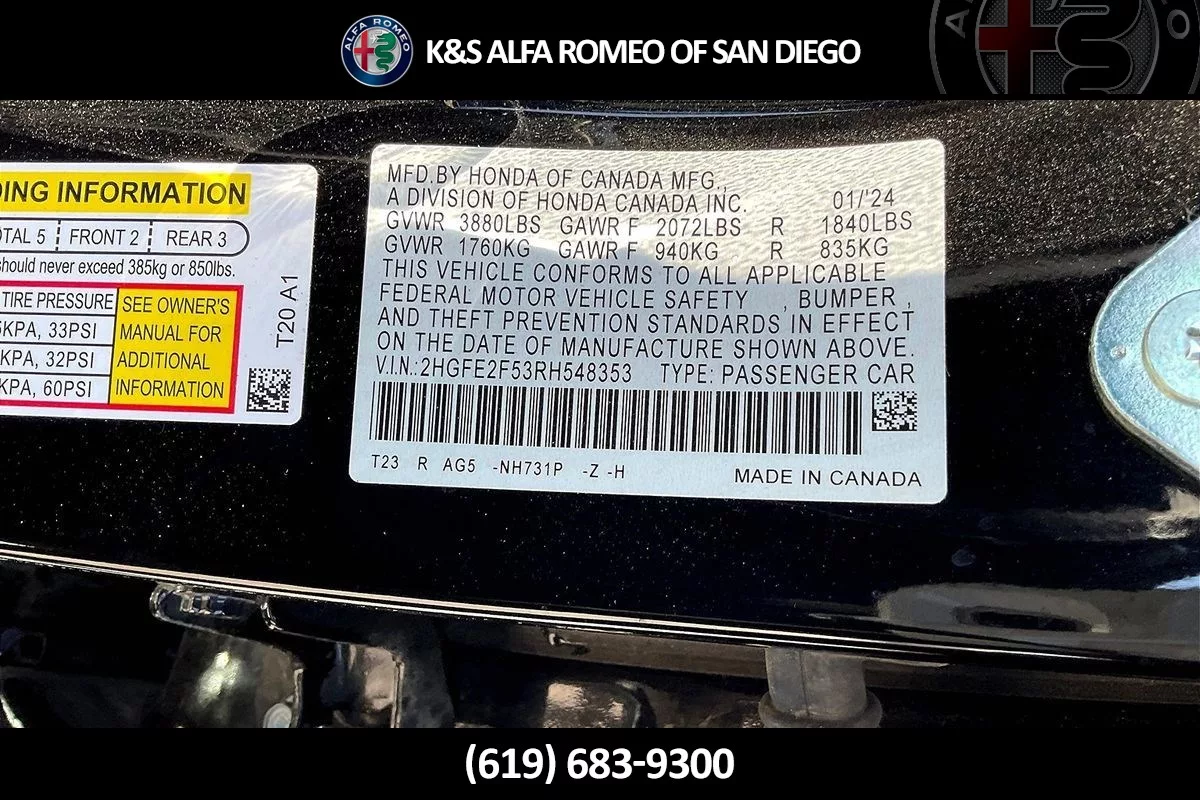 ALFA ROMEO
K&S ALFA ROMEO OF SAN DIEGO
DING INFORMATION
OTAL 5 FRONT 2 REAR 3
should never exceed 385kg or 850lbs.
TIRE PRESSURE
KPA, 33PSI
KPA, 32PSI
KPA, 60PSI
SEE OWNER'S
MANUAL FOR
ADDITIONAL
INFORMATION
T20 A1
MFD.BY HONDA OF CANADA MFG.,
A DIVISION OF HONDA CANADA INC. 01/'24
GVWR 3880LBS GAWR F 2072LBS R 1840LBS
GVWR 1760KG GAWR F 940KG R 835KG
THIS VEHICLE CONFORMS TO ALL APPLICABLE
FEDERAL MOTOR VEHICLE SAFETY , BUMPER ,
AND THEFT PREVENTION STANDARDS IN EFFECT
ON THE DATE OF MANUFACTURE SHOWN ABOVE.
V.I.N.:2HGFE2F53RH548353 TYPE: PASSENGER CAR
T23 R AG5 -NH731P -Z -H
MADE IN CANADA
(619) 683-9300